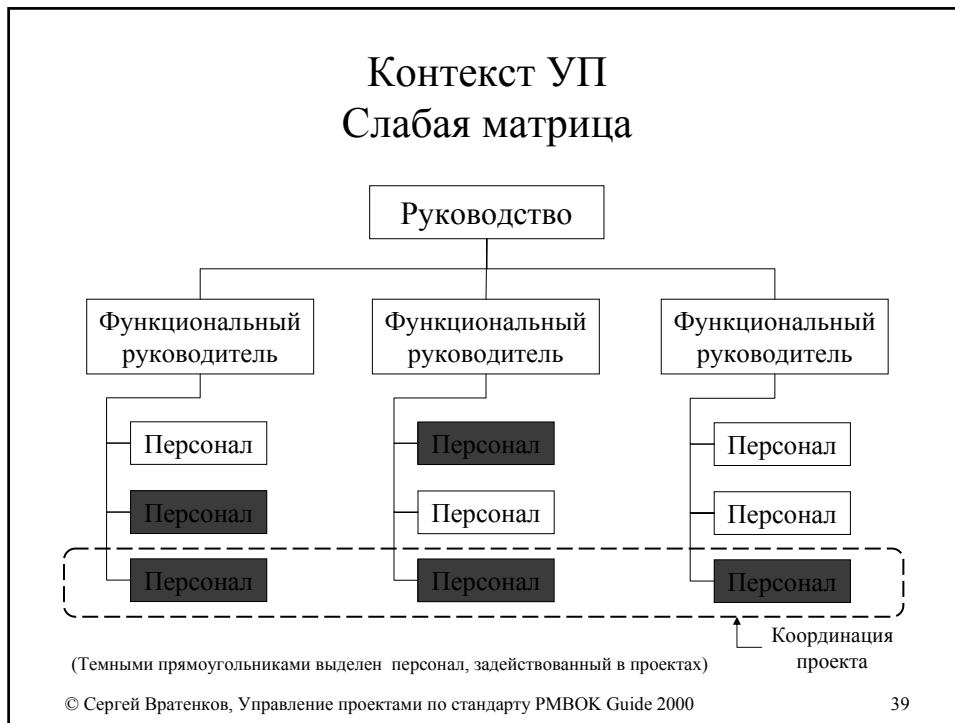 Контекст УП
Слабая матрица
Руководство
Функциональный
руководитель
Функциональный
руководитель
Функциональный
руководитель
Персонал
Персонал
Персонал
Персонал
Персонал
Персонал
Персонал
Персонал
Персонал
Координация
проекта
(Темными прямоугольниками выделен персонал, задействованный в проектах)
© Сергей Вратенков, Управление проектами по стандарту PMBOK Guide 2000
39